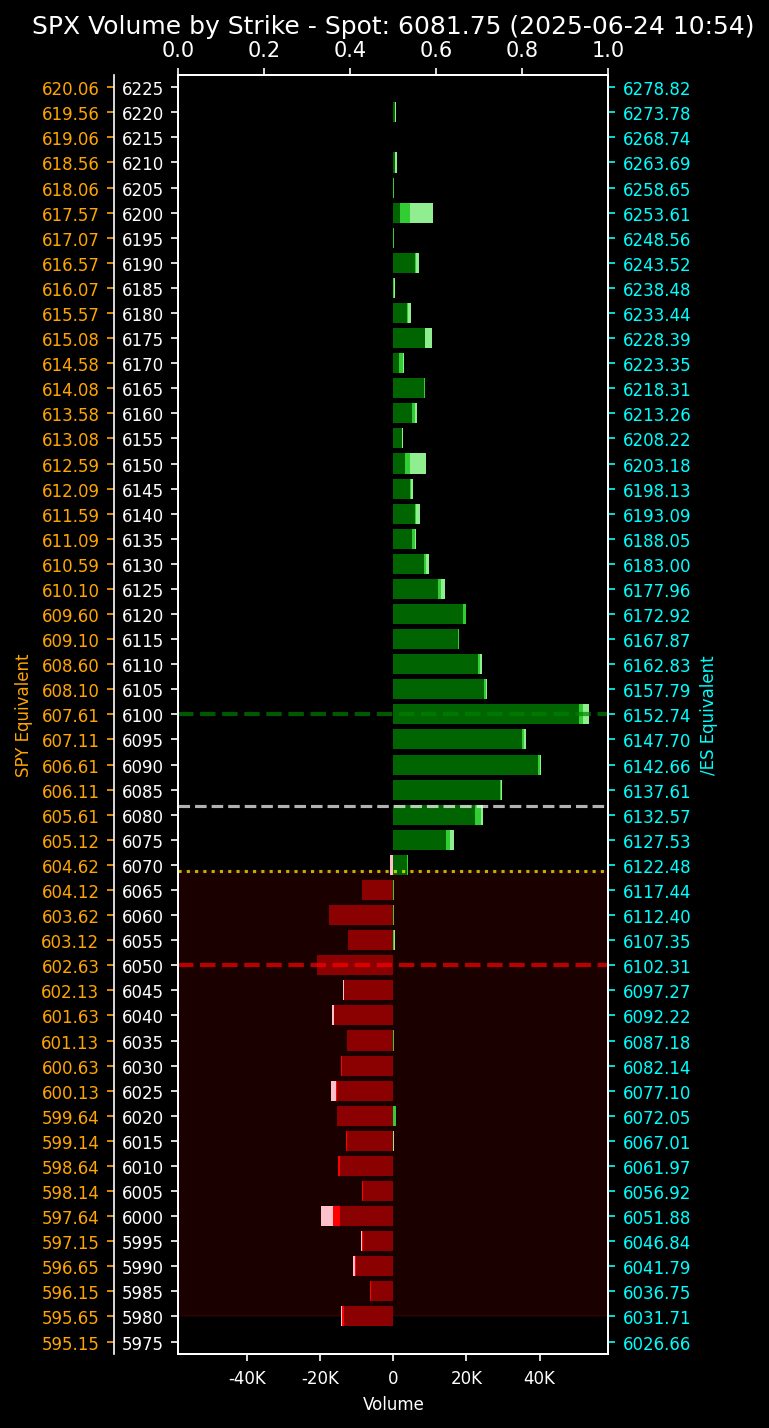 SPX Volume by Strike - Spot: 6081.75 (2025-06-24 10:54)
0.0 0.2 0.4 0.6 0.8 1.0
620.06 6225 6278.82
619.56 6220 6273.78
619.06 6215 6268.74
618.56 6210 6263.69
618.06 6205 6258.65
617.57 6200 6253.61
617.07 6195 6248.56
616.57 6190 6243.52
616.07 6185 6238.48
615.57 6180 6233.44
615.08 6175 6228.39
614.58 6170 6223.35
614.08 6165 6218.31
613.58 6160 6213.26
613.08 6155 6208.22
612.59 6150 6203.18
612.09 6145 6198.13
611.59 6140 6193.09
611.09 6135 6188.05
610.59 6130 6183.00
610.10 6125 6177.96
609.60 6120 6172.92
609.10 6115 6167.87
608.60 6110 6162.83
608.10 6105 6157.79
607.61 6100 6152.74
607.11 6095 6147.70
606.61 6090 6142.66
606.11 6085 6137.61
605.61 6080 6132.57
605.12 6075 6127.53
604.62 6070 6122.48
604.12 6065 6117.44
603.62 6060 6112.40
603.12 6055 6107.35
602.63 6050 6102.31
602.13 6045 6097.27
601.63 6040 6092.22
601.13 6035 6087.18
600.63 6030 6082.14
600.13 6025 6077.10
599.64 6020 6072.05
599.14 6015 6067.01
598.64 6010 6061.97
598.14 6005 6056.92
597.64 6000 6051.88
597.15 5995 6046.84
596.65 5990 6041.79
596.15 5985 6036.75
595.65 5980 6031.71
595.15 5975 6026.66
SPY Equivalent
/ES Equivalent
-40K -20K 0 20K 40K
Volume